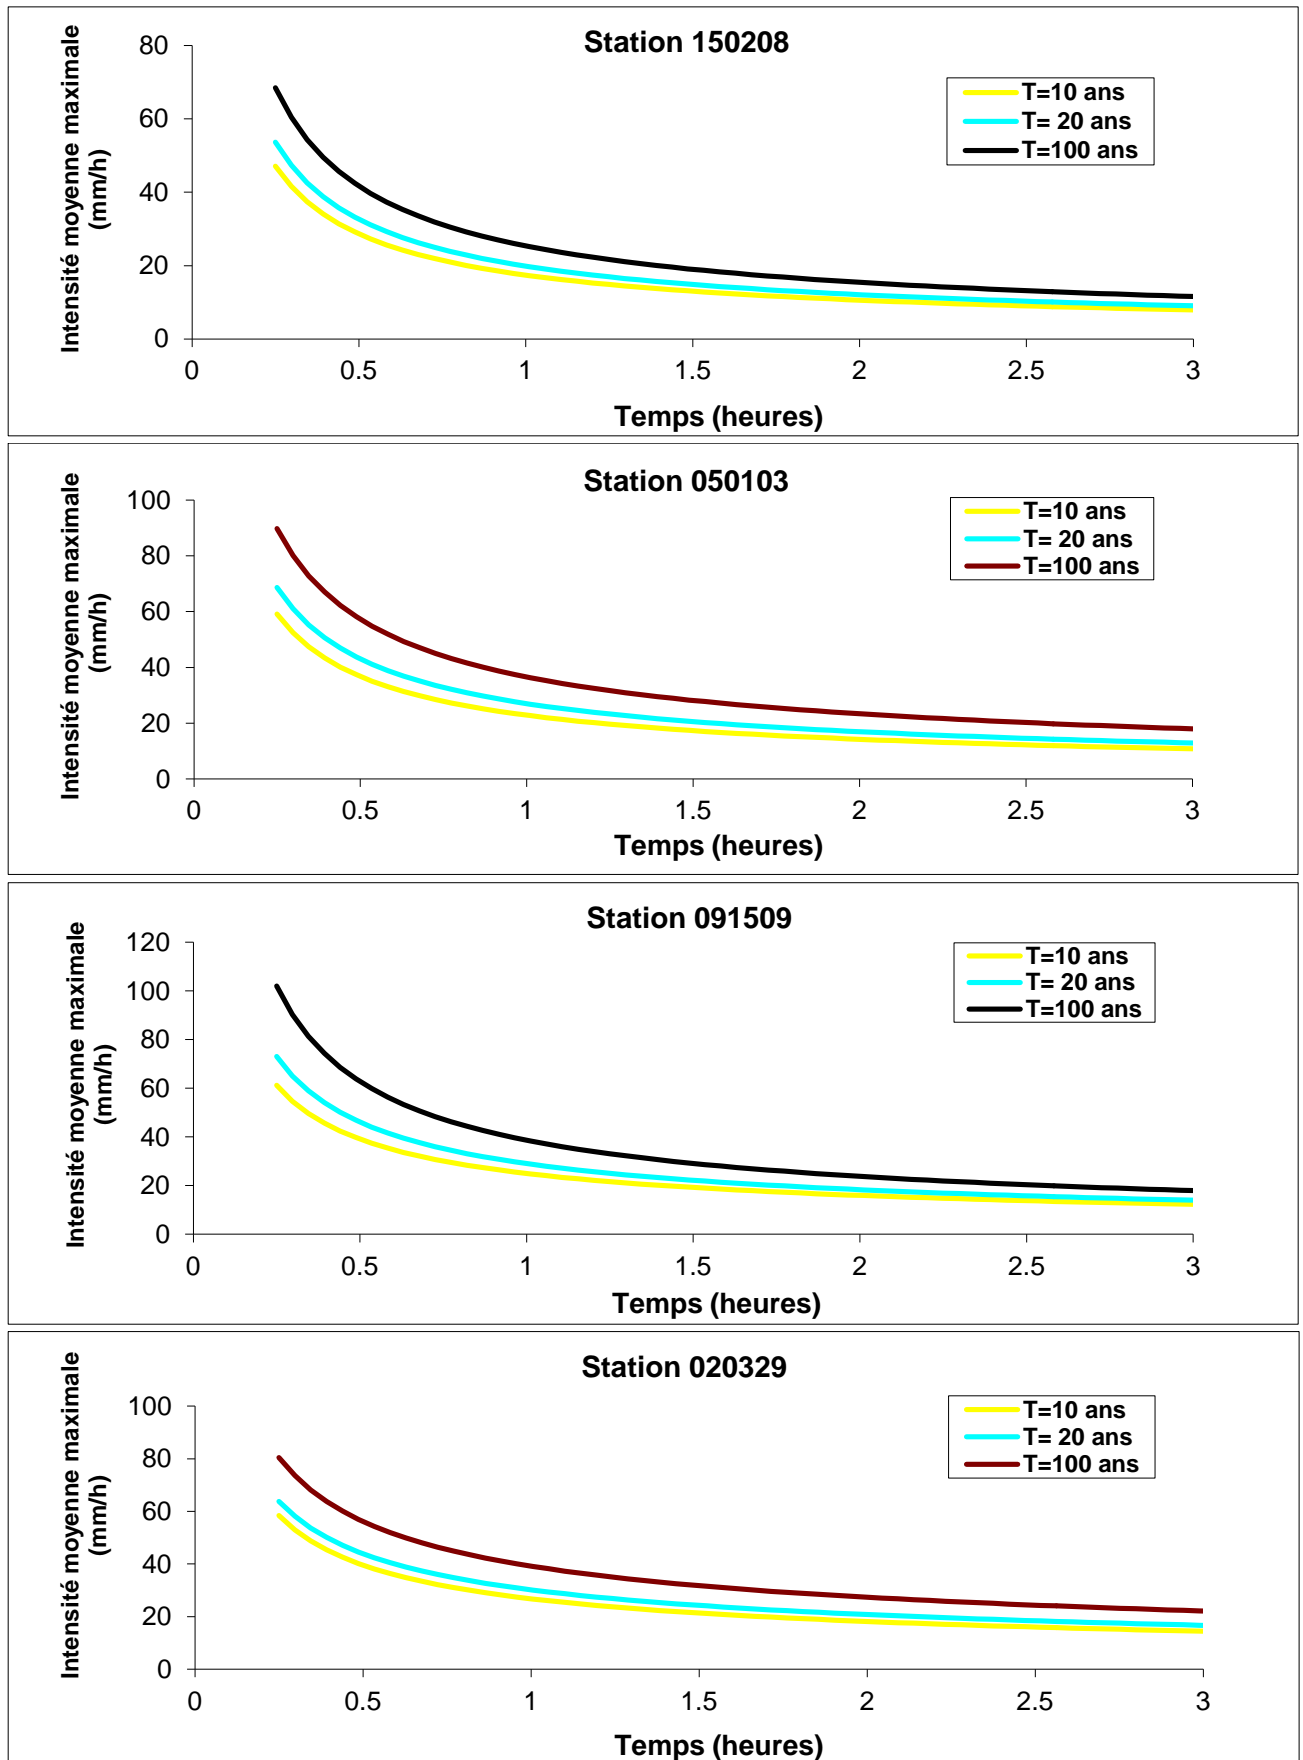 Station 150208
Intensité moyenne maximale
(mm/h)
80
60
40
20
0
0 0.5 1 1.5 2 2.5 3
Temps (heures)
T=10 ans
T= 20 ans
T=100 ans
Station 050103
Intensité moyenne maximale
(mm/h)
100
80
60
40
20
0
0 0.5 1 1.5 2 2.5 3
Temps (heures)
T=10 ans
T= 20 ans
T=100 ans
Station 091509
Intensité moyenne maximale
(mm/h)
120
100
80
60
40
20
0
0 0.5 1 1.5 2 2.5 3
Temps (heures)
T=10 ans
T= 20 ans
T=100 ans
Station 020329
Intensité moyenne maximale
(mm/h)
100
80
60
40
20
0
0 0.5 1 1.5 2 2.5 3
Temps (heures)
T=10 ans
T= 20 ans
T=100 ans